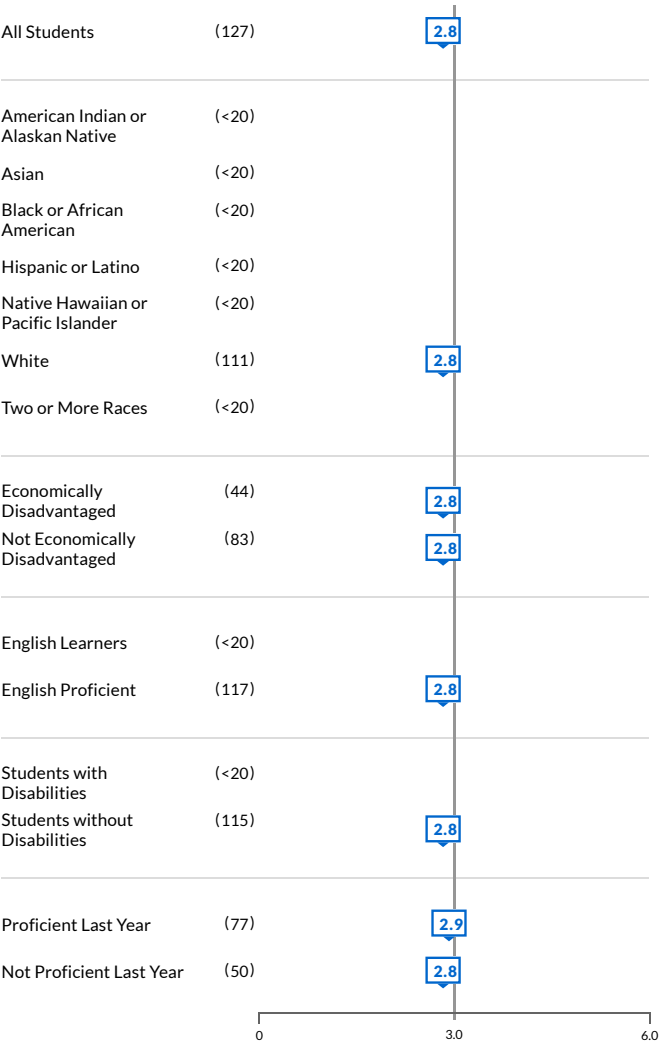 All Students (127) 2.8
American Indian or (<20)
Alaskan Native
Asian (<20)
Black or African (<20)
American
Hispanic or Latino (<20)
Native Hawaiian or (<20)
Pacific Islander
White (111) 2.8
Two or More Races (<20)
Economically (44) 2.8
Disadvantaged
Not Economically (83) 2.8
Disadvantaged
English Learners (<20)
English Proficient (117) 2.8
Students with (<20)
Disabilities
Students without (115) 2.8
Disabilities
Proficient Last Year (77) 2.9
Not Proficient Last Year (50) 2.8
0 3.0 6.0